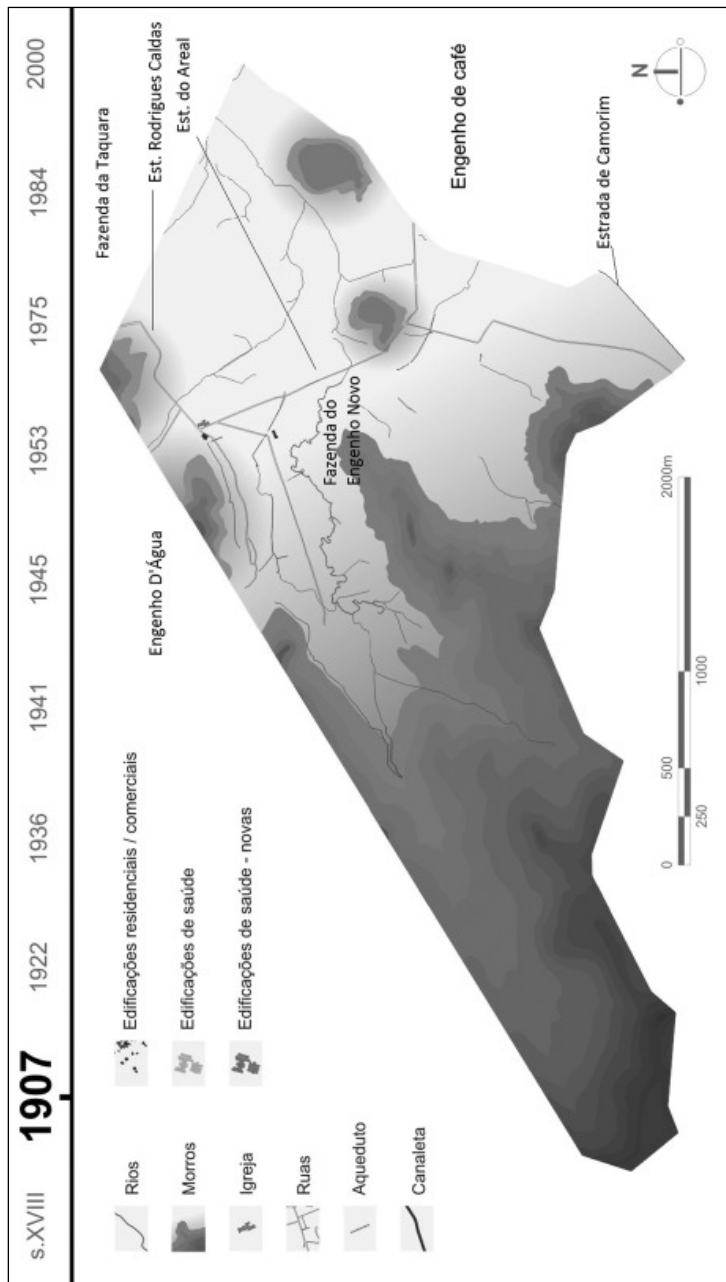 s.XVIII
1907
1922
1936
1941
1945
1953
1975
1984
2000
Rios
Morros
Igreja
Ruas
Aqueduto
Canaleta
Edificações residenciais / comerciais
Edificações de saúde
Edificações de saúde - novas
Engenho D'Água
Fazenda da Taquara
Est. Rodrigues Caldas
Est. do Areal
Fazenda do
Engenho Novo
Engenho de café
Estrada de Camorim
N
0
250
500
1000
2000m